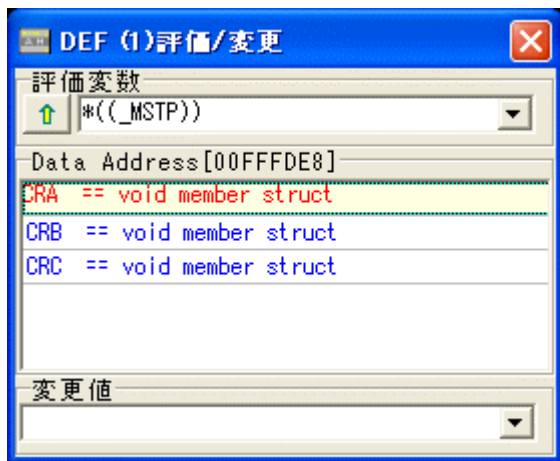 DEF (1)評価/変更
評価変数
*((_MSTP))
Data Address[00FFFDE8]
CRA == void member struct
CRB == void member struct
CRC == void member struct
変更値